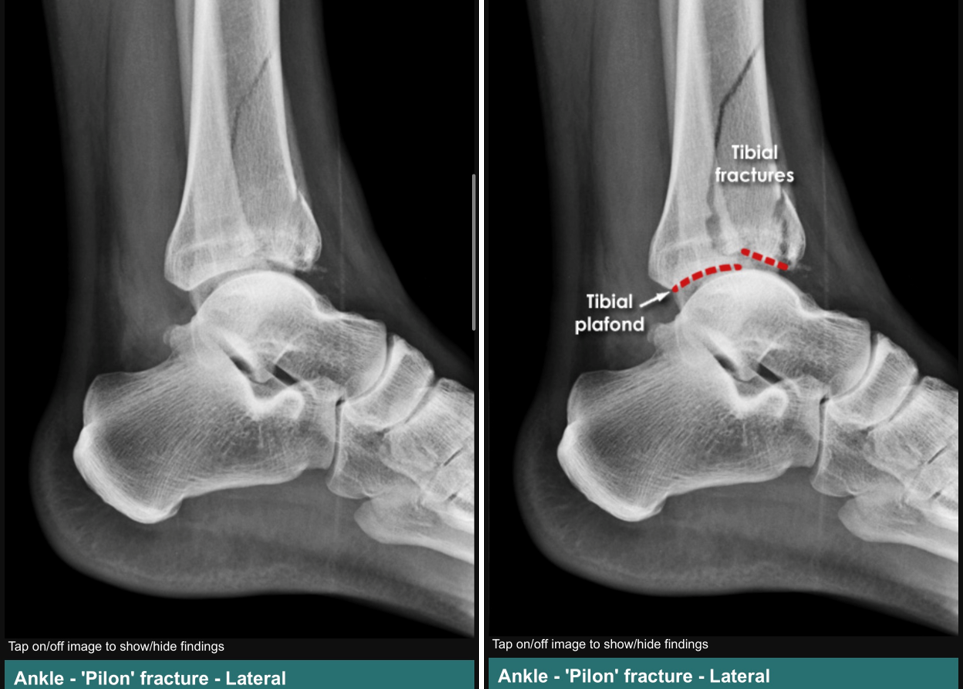 Tap on/off image to show/hide findings
Ankle - 'Pilon' fracture - Lateral
Tibial
fractures
Tibial
plafond
Tap on/off image to show/hide findings
Ankle - 'Pilon' fracture - Lateral